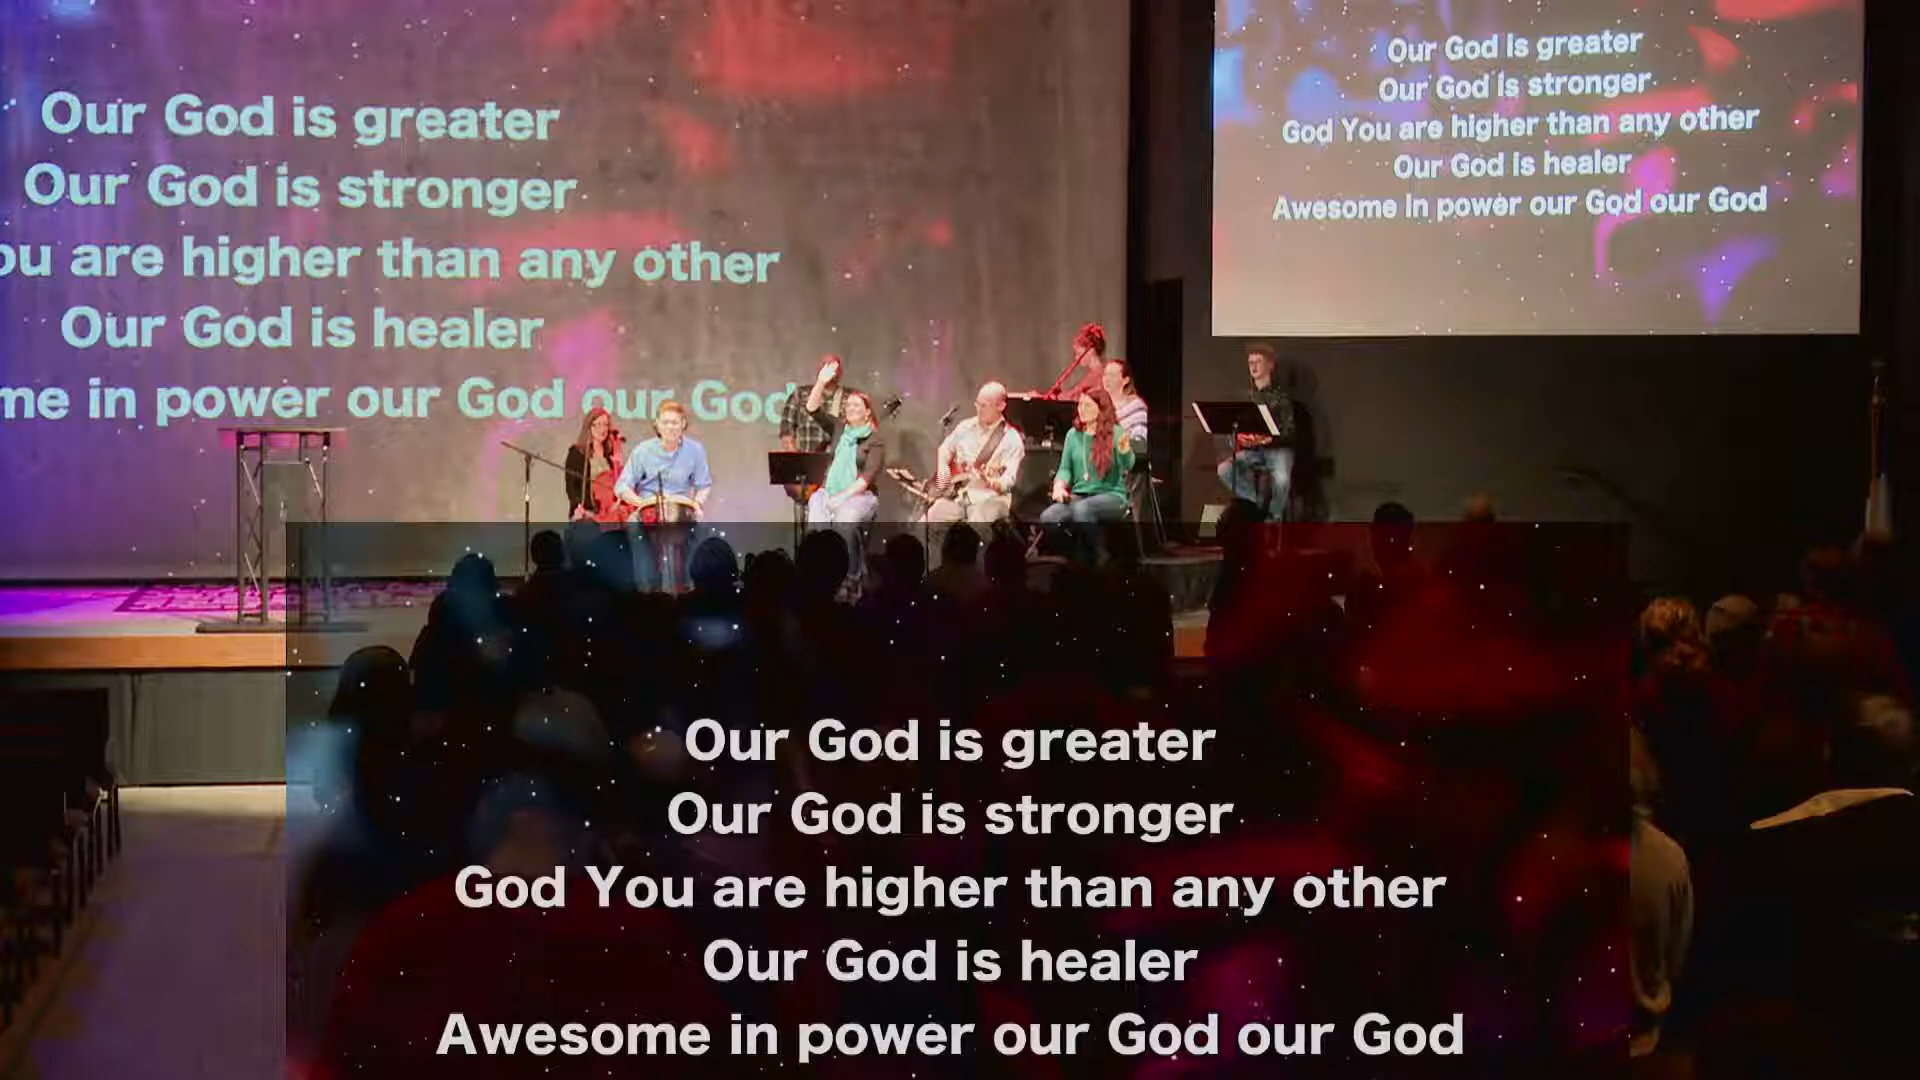 Our God is greater
Our God is stronger
ou are higher than any other
Our God is healer
me in power our God our God
Our God is greater
Our God is stronger
God You are higher than any other
Our God is healer
Awesome in power our God our God
Our God is greater
Our God is stronger
God You are higher than any other
Our God is healer
Awesome in power our God our God